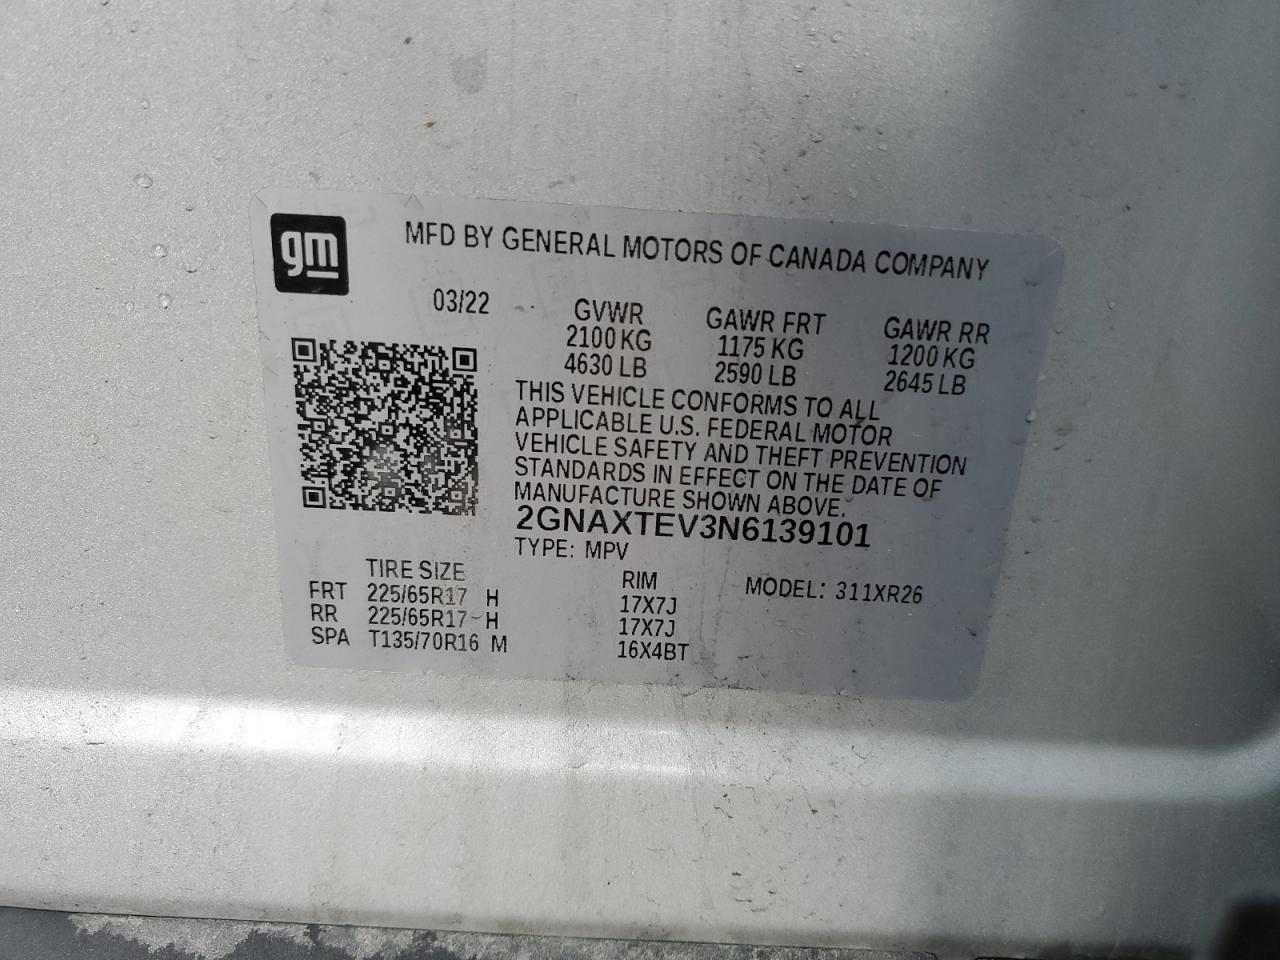 gm
MFD BY GENERAL MOTORS OF CANADA COMPANY
03/22 GVWR GAWR FRT GAWR RR
2100 KG 1175 KG 1200 KG
4630 LB 2590 LB 2645 LB
THIS VEHICLE CONFORMS TO ALL
APPLICABLE U.S. FEDERAL MOTOR
VEHICLE SAFETY AND THEFT PREVENTION
STANDARDS IN EFFECT ON THE DATE OF
MANUFACTURE SHOWN ABOVE.
2GNAXTEV3N6139101
TYPE: MPV
TIRE SIZE RIM MODEL: 311XR26
FRT 225/65R17 H 17X7J
RR 225/65R17 H 17X7J
SPA T135/70R16 M 16X4BT